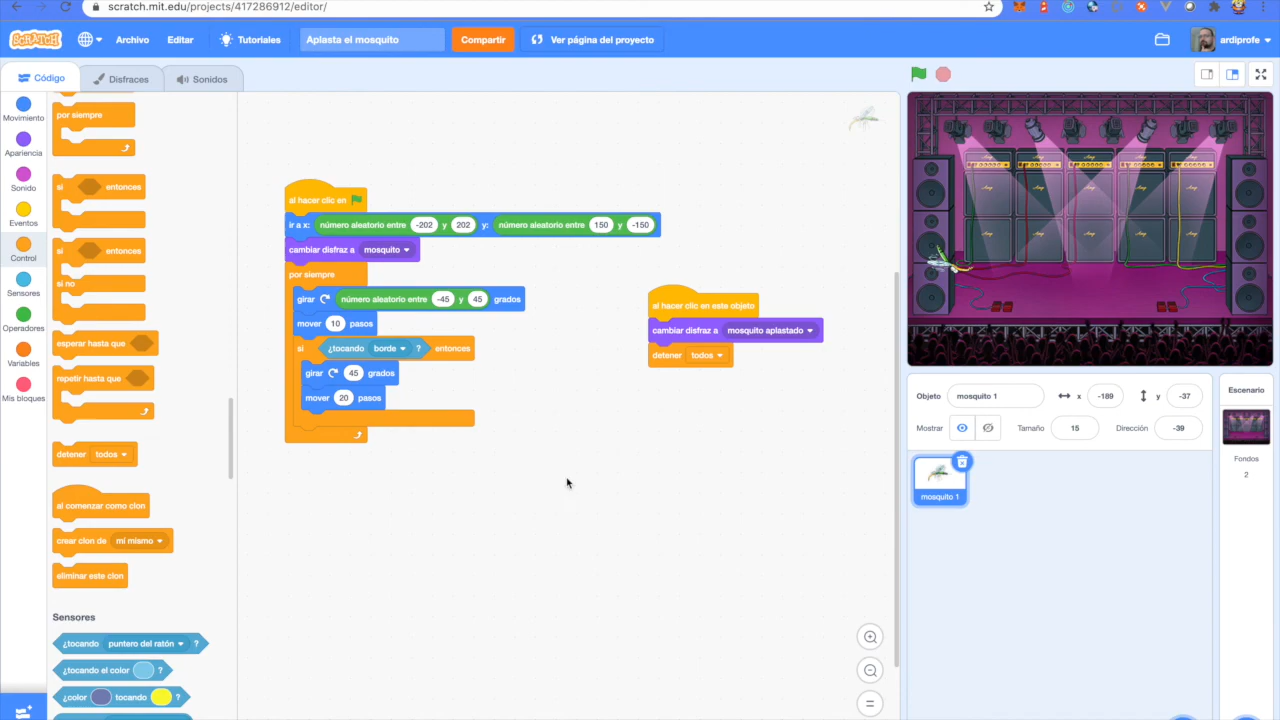 scratch.mit.edu/projects/417286912/editor/
SCRATCH
Archivo
Editar
Tutoriales
Aplasta el mosquito
Compartir
Ver página del proyecto
ardiprofe
Código
Disfraces
Sonidos
Movimiento
Apariencia
Sonido
Eventos
Control
Sensores
Operadores
Variables
Mis bloques
por siempre
si entonces
si entonces
si no
esperar hasta que
repetir hasta que
detener todos
al comenzar como clon
crear clon de mí mismo
eliminar este clon
Sensores
¿tocando puntero del ratón ?
¿tocando el color ?
¿color tocando ?
al hacer clic en
ir a x: número aleatorio entre -202 y 202 y: número aleatorio entre 150 y -150
cambiar disfraz a mosquito
por siempre
girar número aleatorio entre -45 y 45 grados
mover 10 pasos
si ¿tocando borde ? entonces
girar 45 grados
mover 20 pasos
al hacer clic en este objeto
cambiar disfraz a mosquito aplastado
detener todos
Objeto mosquito 1 x -189 y -37
Mostrar Tamaño 15 Dirección -39
mosquito 1
Escenario
Fondos
2